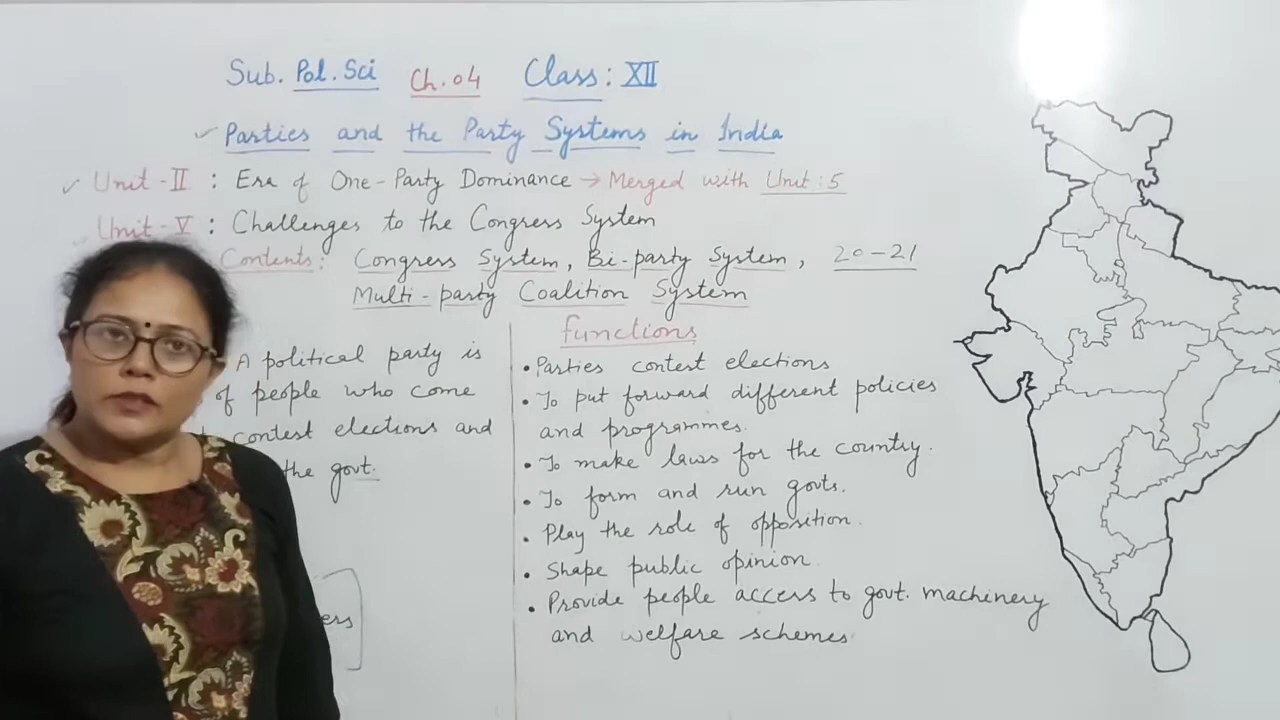 Sub. Pol. Sci Ch. 04 Class : XII
Parties and the Party Systems in India
Unit - II : Era of One-Party Dominance → Merged with Unit : 5
Unit - V : Challenges to the Congress System
Contents: Congress System, Bi-party System, 20-21
Multi-party Coalition System
A political party is
of people who come
contest elections and
the govt.
ers
functions
• Parties contest elections
• To put forward different policies
and programmes.
• To make laws for the country.
• To form and run govts.
• Play the role of opposition.
• Shape public opinion.
• Provide people access to govt. machinery
and welfare schemes